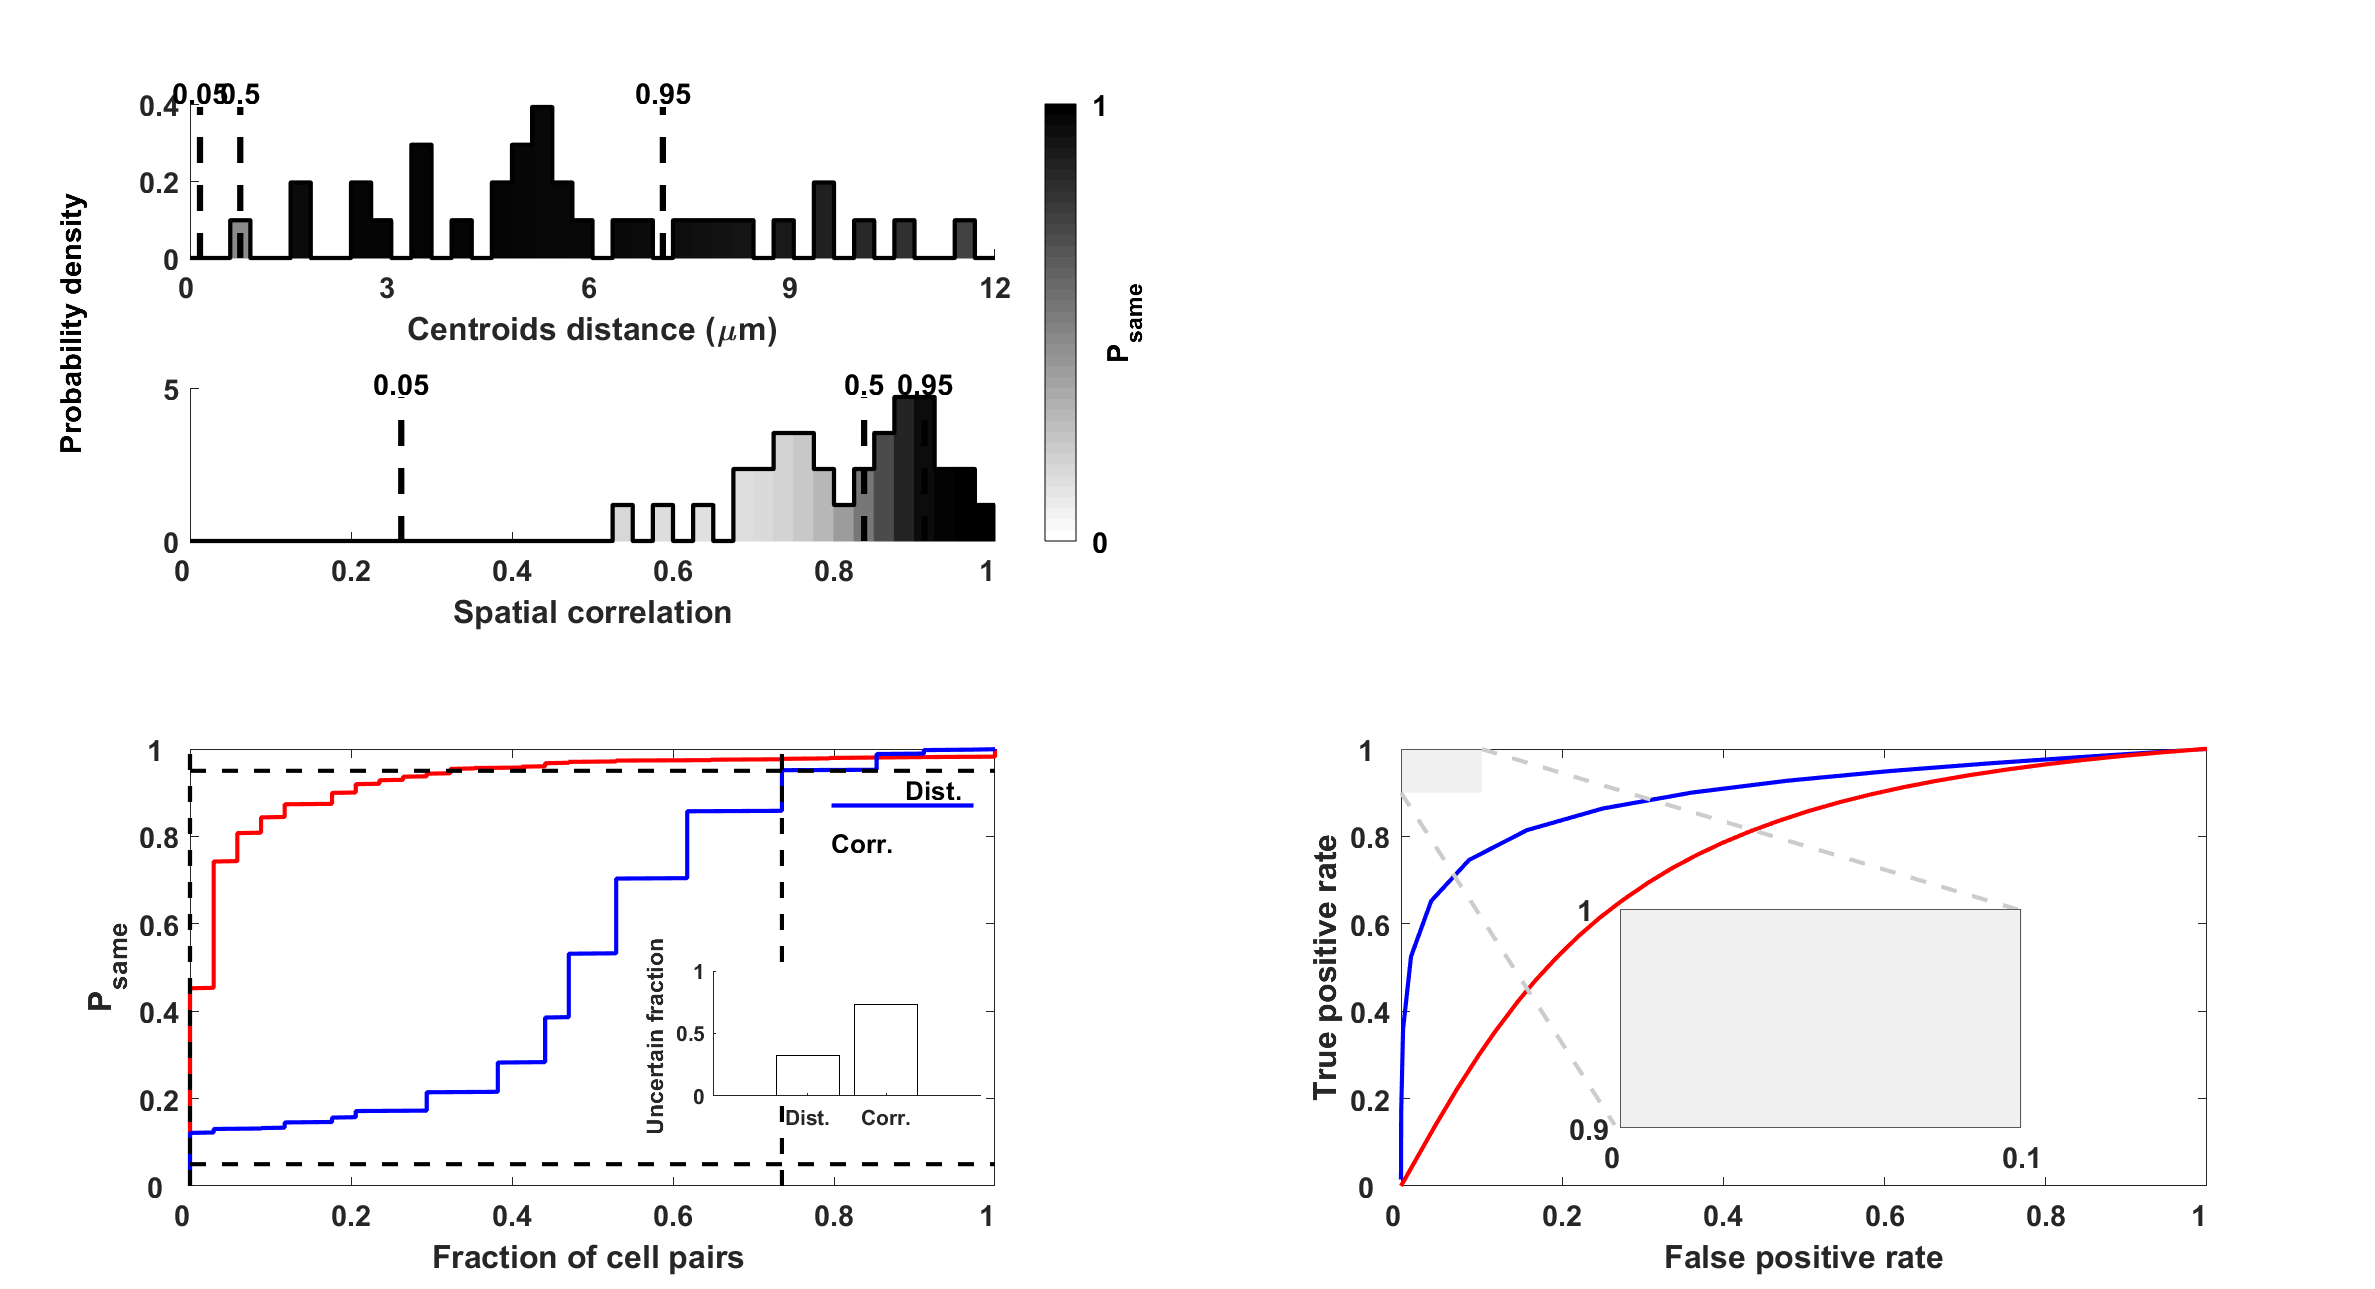 0.05 0.5 0.95
0.4
0.2
0
0 3 6 9 12
Centroids distance (μm)
Probability density
0.05 0.5 0.95
5
0
0 0.2 0.4 0.6 0.8 1
Spatial correlation
1
0
P same
1
0.8
0.6
0.4
0.2
0
P same
0 0.2 0.4 0.6 0.8 1
Fraction of cell pairs
Dist.
Corr.
Uncertain fraction
1
0.5
0
Dist. Corr.
1
0.8
0.6
0.4
0.2
0
True positive rate
0 0.2 0.4 0.6 0.8 1
False positive rate
1
0.9
0 0.1